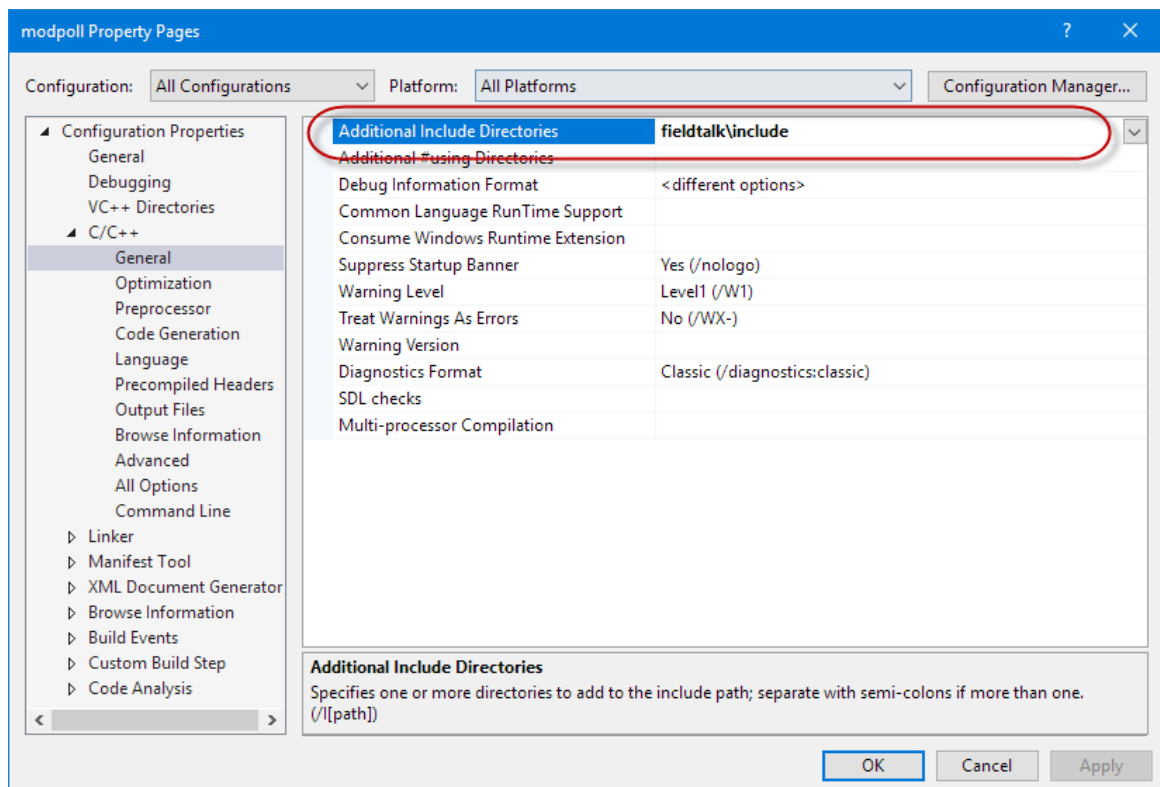 modpoll Property Pages
? ×
Configuration: All Configurations Platform: All Platforms Configuration Manager...
Configuration Properties
General
Debugging
VC++ Directories
C/C++
General
Optimization
Preprocessor
Code Generation
Language
Precompiled Headers
Output Files
Browse Information
Advanced
All Options
Command Line
Linker
Manifest Tool
XML Document Generator
Browse Information
Build Events
Custom Build Step
Code Analysis
Additional Include Directories fieldtalk\include
Additional #using Directories
Debug Information Format <different options>
Common Language RunTime Support
Consume Windows Runtime Extension
Suppress Startup Banner Yes (/nologo)
Warning Level Level1 (/W1)
Treat Warnings As Errors No (/WX-)
Warning Version
Diagnostics Format Classic (/diagnostics:classic)
SDL checks
Multi-processor Compilation
Additional Include Directories
Specifies one or more directories to add to the include path; separate with semi-colons if more than one.
(/I[path])
OK Cancel Apply